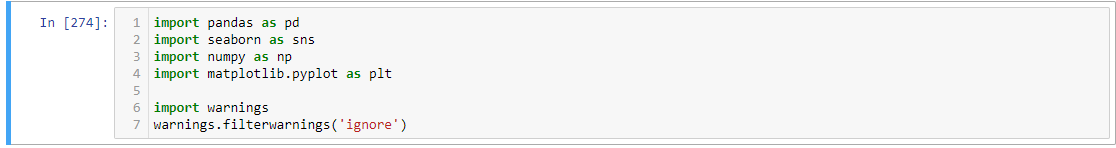 In [274]:
1 import pandas as pd
2 import seaborn as sns
3 import numpy as np
4 import matplotlib.pyplot as plt
5
6 import warnings
7 warnings.filterwarnings('ignore')